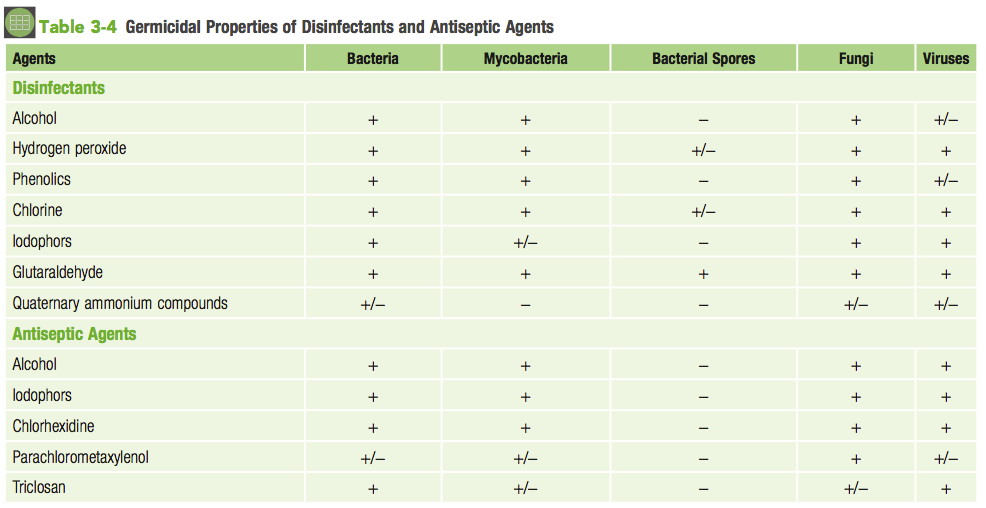 Table 3-4 Germicidal Properties of Disinfectants and Antiseptic Agents
Agents Bacteria Mycobacteria Bacterial Spores Fungi Viruses
Disinfectants
Alcohol + + – + +/–
Hydrogen peroxide + + +/– + +
Phenolics + + – + +/–
Chlorine + + +/– + +
Iodophors + +/– – + +
Glutaraldehyde + + + + +
Quaternary ammonium compounds +/– – – +/– +/–
Antiseptic Agents
Alcohol + + – + +
Iodophors + + – + +
Chlorhexidine + + – + +
Parachlorometaxylenol +/– +/– – + +/–
Triclosan + +/– – +/– +